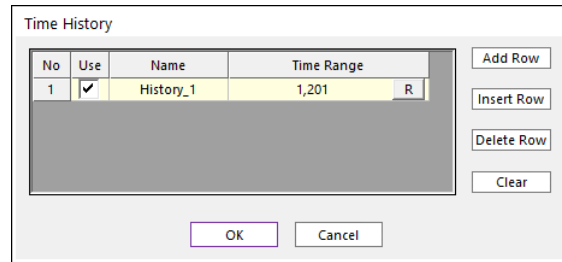 Time History
No Use Name Time Range
1 History_1 1,201 R
Add Row
Insert Row
Delete Row
Clear
OK Cancel